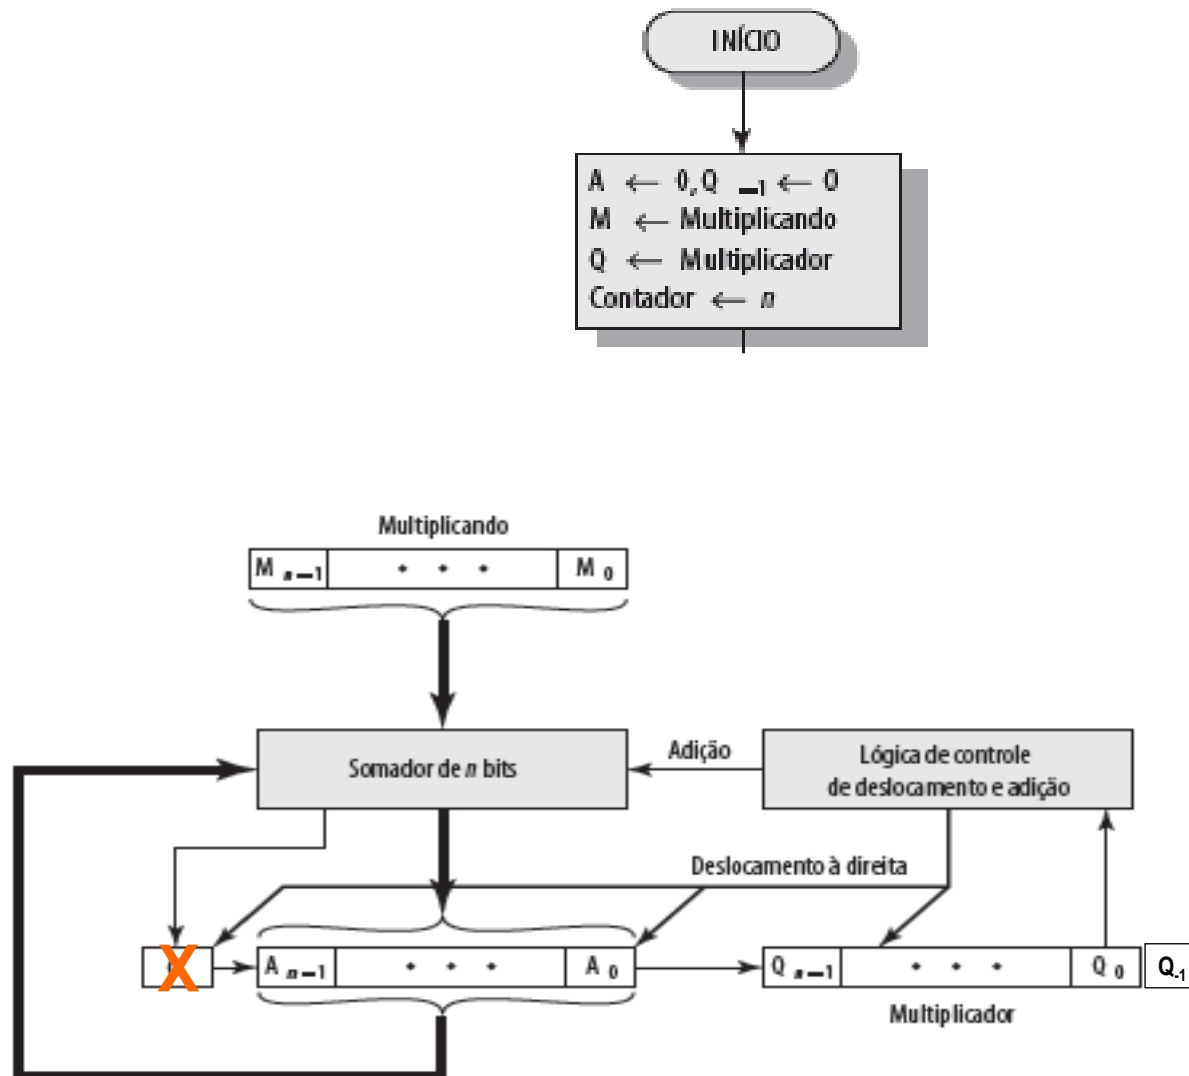 INÍCIO
A ← 0, Q −1 ← 0
M ← Multiplicando
Q ← Multiplicador
Contador ← n
Multiplicando
M n−1 • • • M 0
Somador de n bits
Adição
Lógica de controle
de deslocamento e adição
Deslocamento à direita
X
A n−1 • • • A 0
Q n−1 • • • Q 0
Q-1
Multiplicador